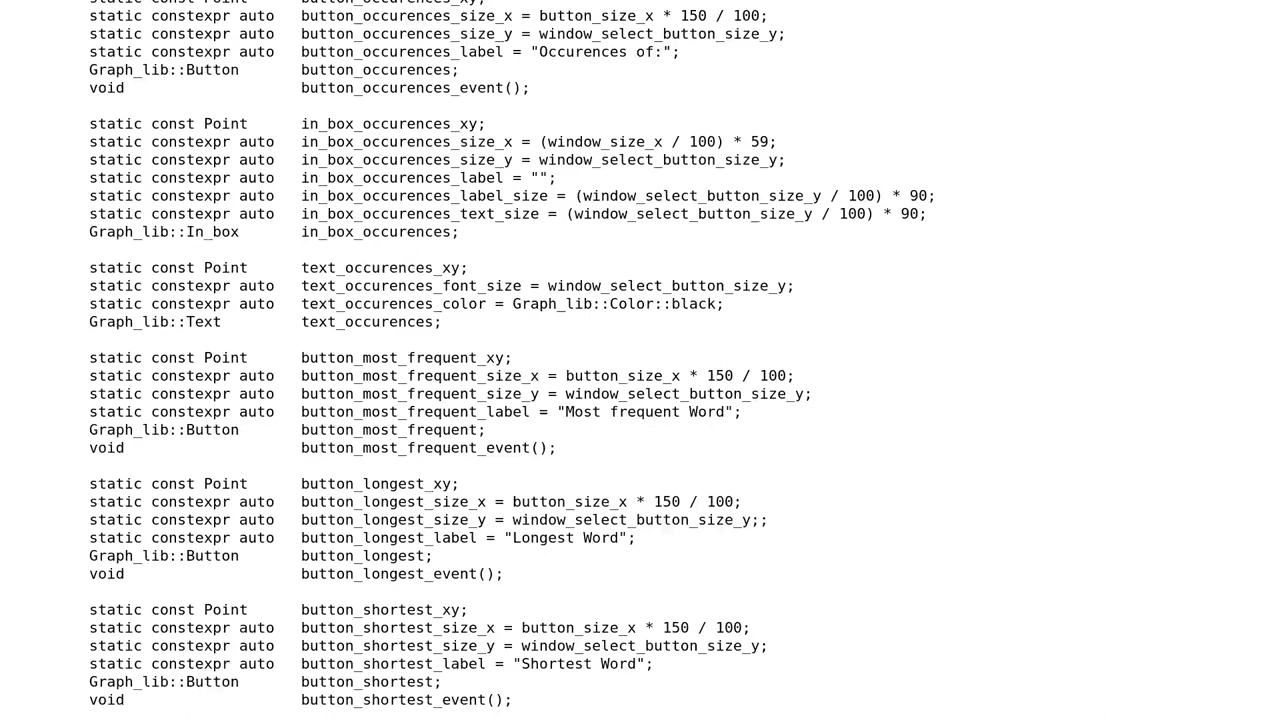 static const Point      button_occurences_xy;
static constexpr auto   button_occurences_size_x = button_size_x * 150 / 100;
static constexpr auto   button_occurences_size_y = window_select_button_size_y;
static constexpr auto   button_occurences_label = "Occurences of:";
Graph_lib::Button       button_occurences;
void                    button_occurences_event();

static const Point      in_box_occurences_xy;
static constexpr auto   in_box_occurences_size_x = (window_size_x / 100) * 59;
static constexpr auto   in_box_occurences_size_y = window_select_button_size_y;
static constexpr auto   in_box_occurences_label = "";
static constexpr auto   in_box_occurences_label_size = (window_select_button_size_y / 100) * 90;
static constexpr auto   in_box_occurences_text_size = (window_select_button_size_y / 100) * 90;
Graph_lib::In_box       in_box_occurences;

static const Point      text_occurences_xy;
static constexpr auto   text_occurences_font_size = window_select_button_size_y;
static constexpr auto   text_occurences_color = Graph_lib::Color::black;
Graph_lib::Text         text_occurences;

static const Point      button_most_frequent_xy;
static constexpr auto   button_most_frequent_size_x = button_size_x * 150 / 100;
static constexpr auto   button_most_frequent_size_y = window_select_button_size_y;
static constexpr auto   button_most_frequent_label = "Most frequent Word";
Graph_lib::Button       button_most_frequent;
void                    button_most_frequent_event();

static const Point      button_longest_xy;
static constexpr auto   button_longest_size_x = button_size_x * 150 / 100;
static constexpr auto   button_longest_size_y = window_select_button_size_y;;
static constexpr auto   button_longest_label = "Longest Word";
Graph_lib::Button       button_longest;
void                    button_longest_event();

static const Point      button_shortest_xy;
static constexpr auto   button_shortest_size_x = button_size_x * 150 / 100;
static constexpr auto   button_shortest_size_y = window_select_button_size_y;
static constexpr auto   button_shortest_label = "Shortest Word";
Graph_lib::Button       button_shortest;
void                    button_shortest_event();